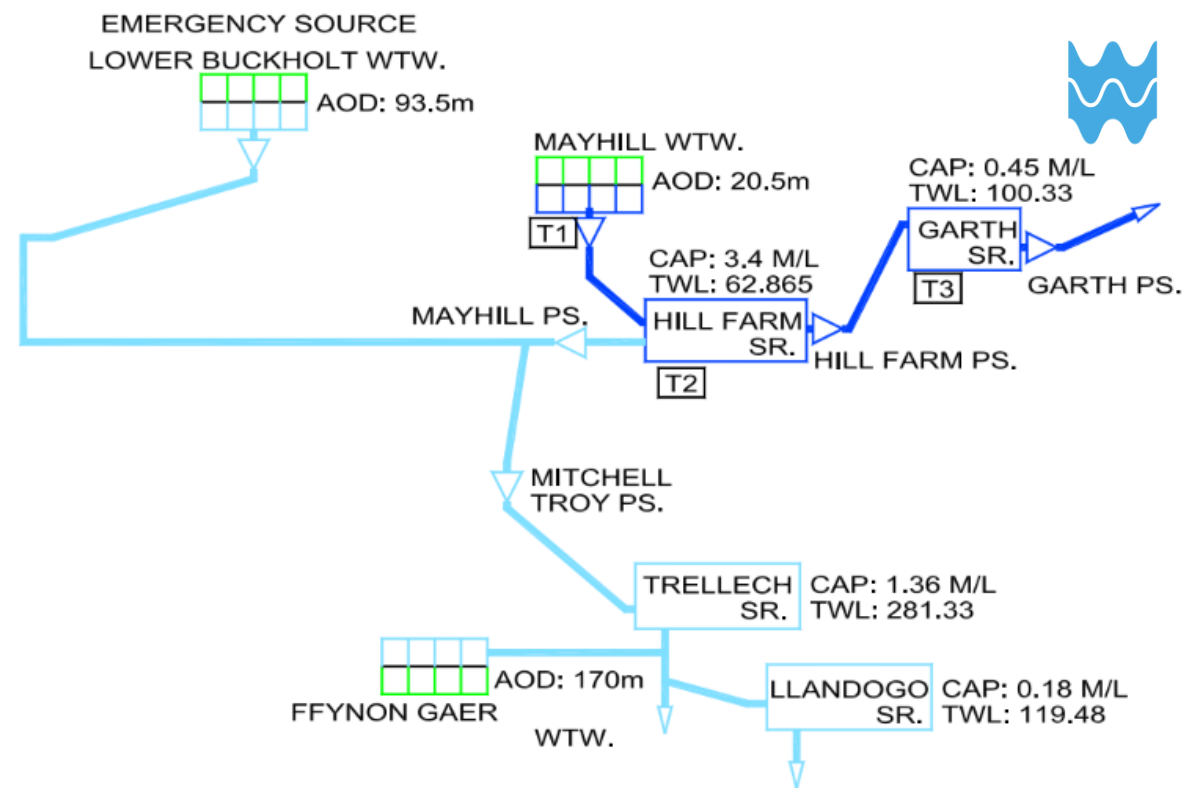 EMERGENCY SOURCE
LOWER BUCKHOLT WTW.
AOD: 93.5m
MAYHILL WTW.
AOD: 20.5m
T1
CAP: 0.45 M/L
TWL: 100.33
GARTH
SR.
T3
GARTH PS.
CAP: 3.4 M/L
TWL: 62.865
MAYHILL PS.
HILL FARM
SR.
HILL FARM PS.
T2
MITCHELL
TROY PS.
TRELLECH
SR.
CAP: 1.36 M/L
TWL: 281.33
AOD: 170m
FFYNON GAER
WTW.
LLANDOGO
SR.
CAP: 0.18 M/L
TWL: 119.48